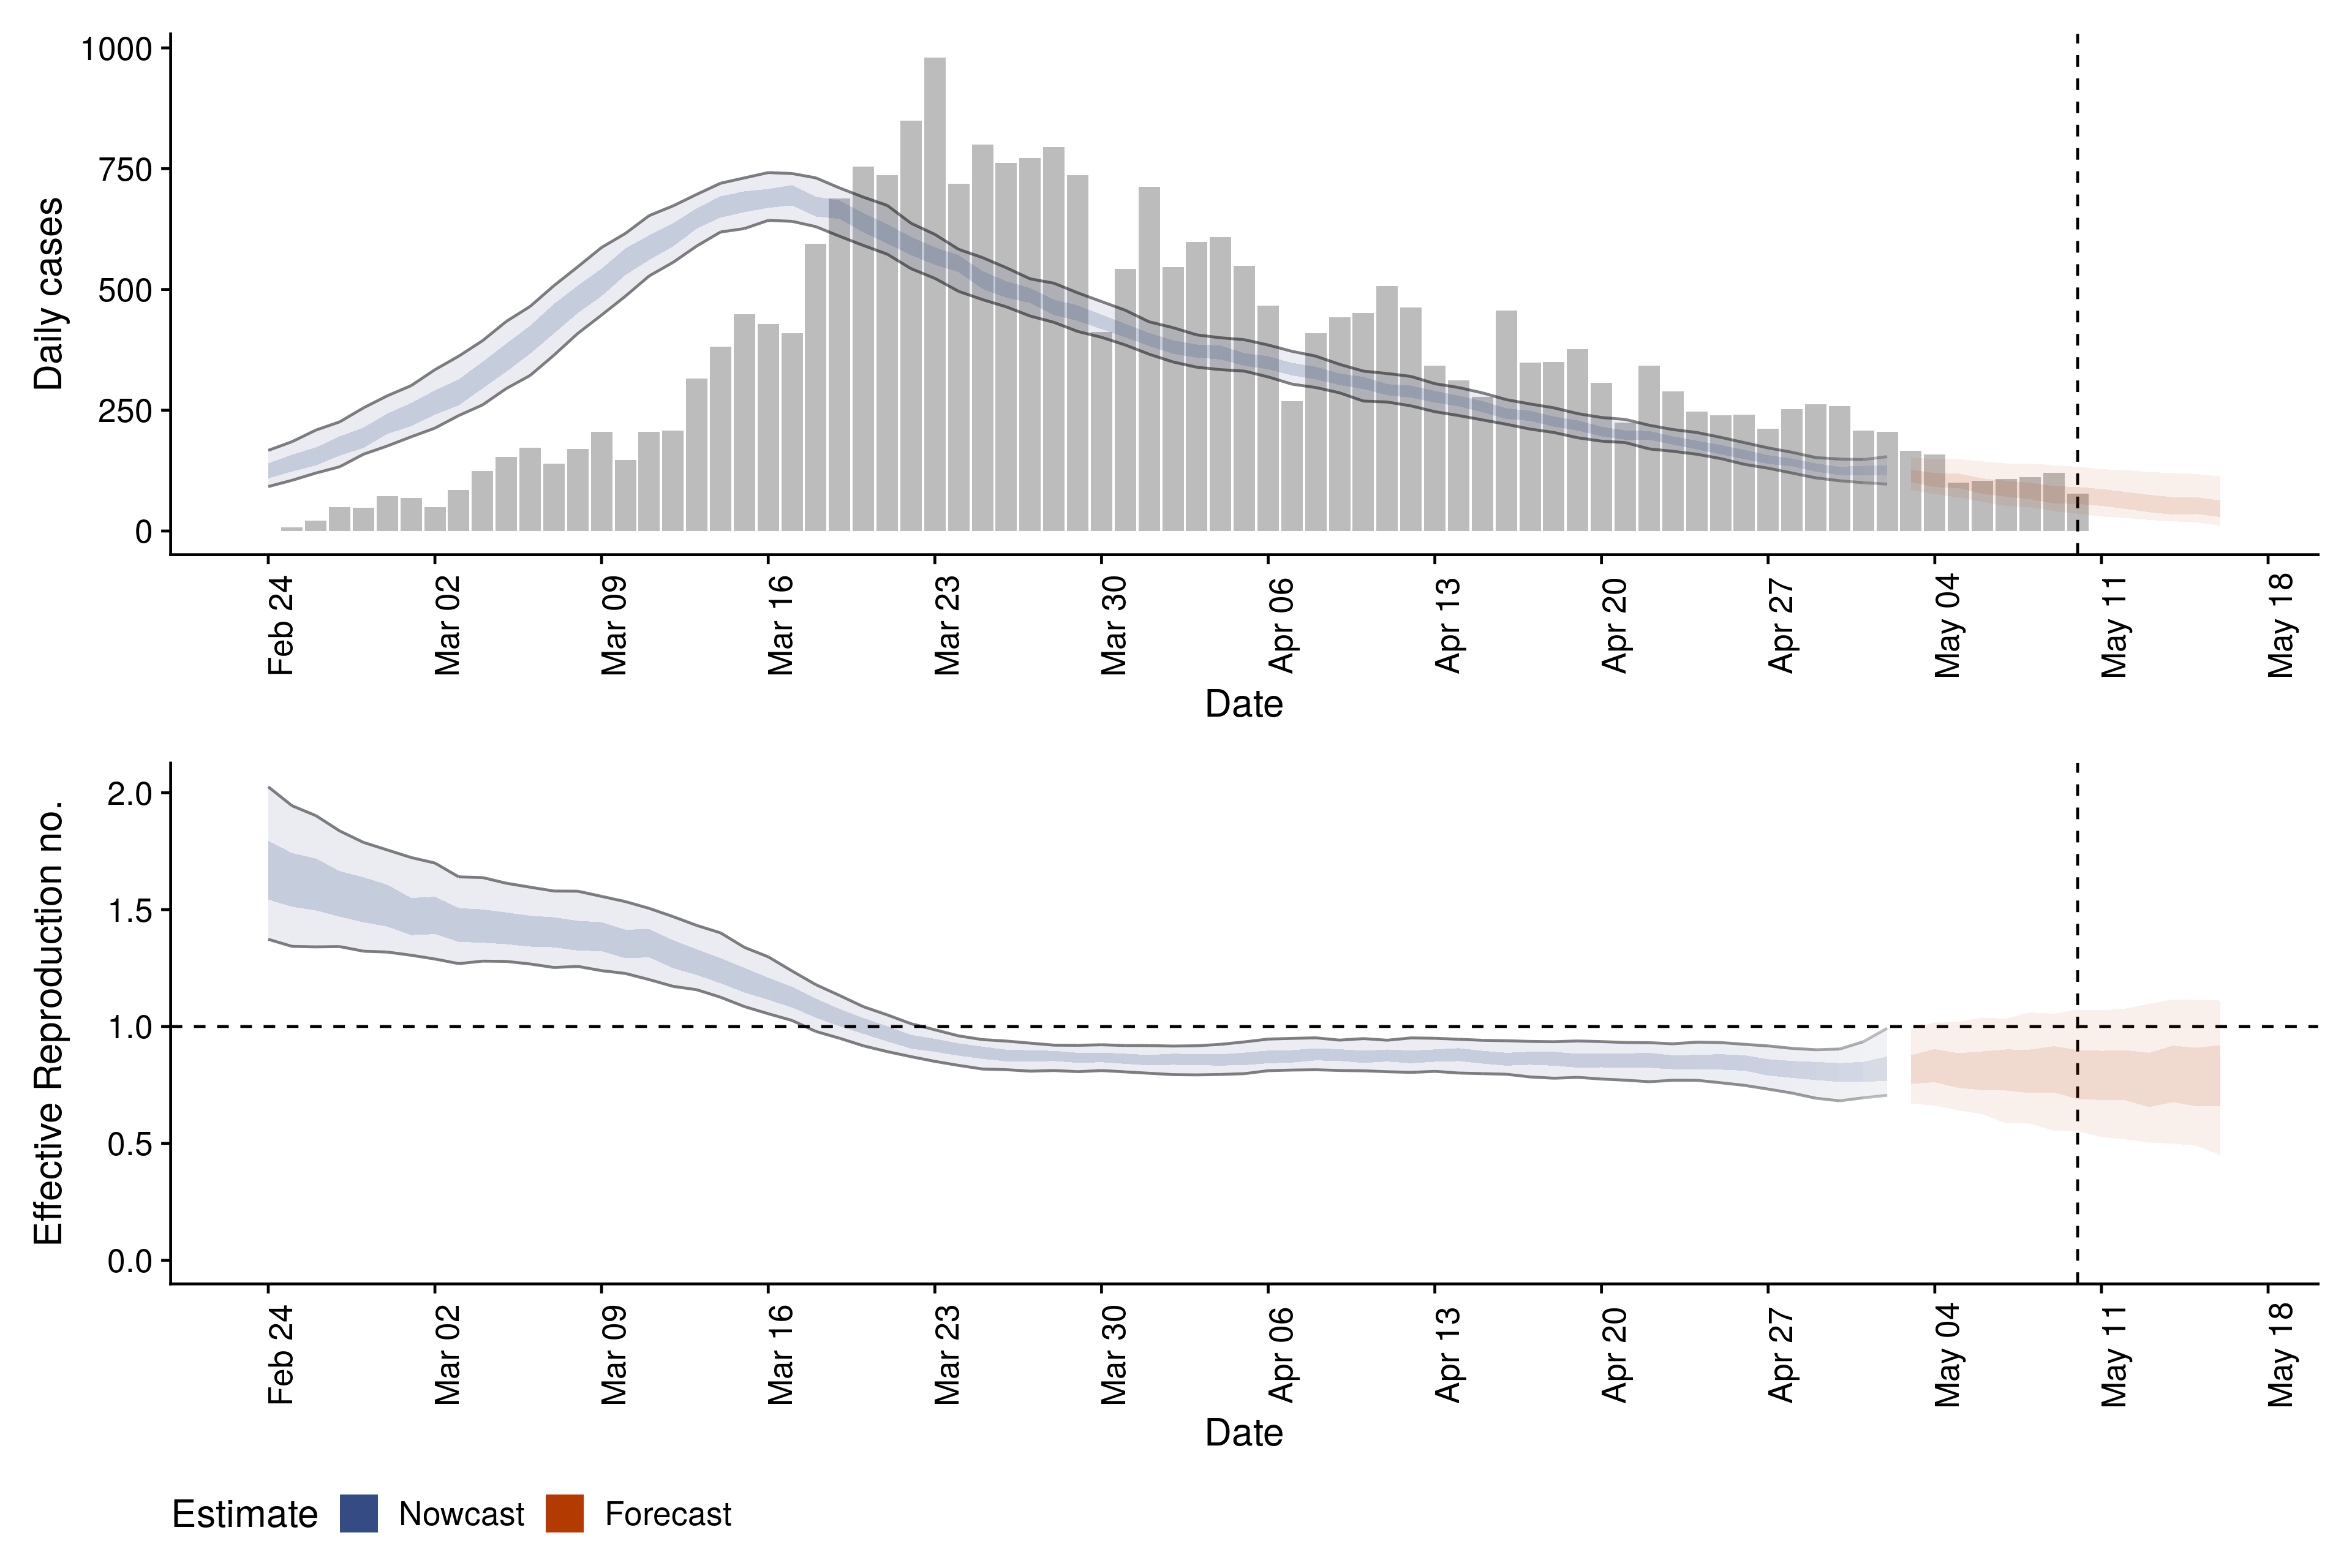 1000
750
500
250
0
Daily cases
Feb 24
Mar 02
Mar 09
Mar 16
Mar 23
Mar 30
Apr 06
Apr 13
Apr 20
Apr 27
May 04
May 11
May 18
Date
2.0
1.5
1.0
0.5
0.0
Effective Reproduction no.
Feb 24
Mar 02
Mar 09
Mar 16
Mar 23
Mar 30
Apr 06
Apr 13
Apr 20
Apr 27
May 04
May 11
May 18
Date
Estimate Nowcast Forecast